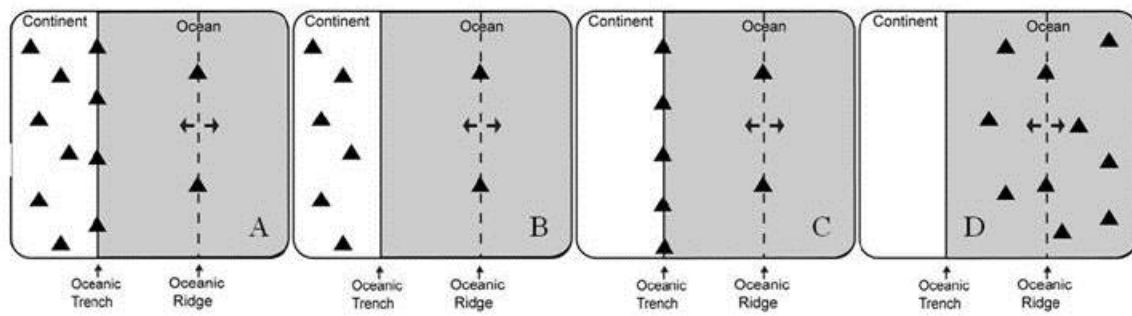 Continent Ocean Continent Ocean Continent Ocean Continent Ocean
A B C D
Oceanic Oceanic Oceanic Oceanic Oceanic Oceanic Oceanic Oceanic
Trench Ridge Trench Ridge Trench Ridge Trench Ridge